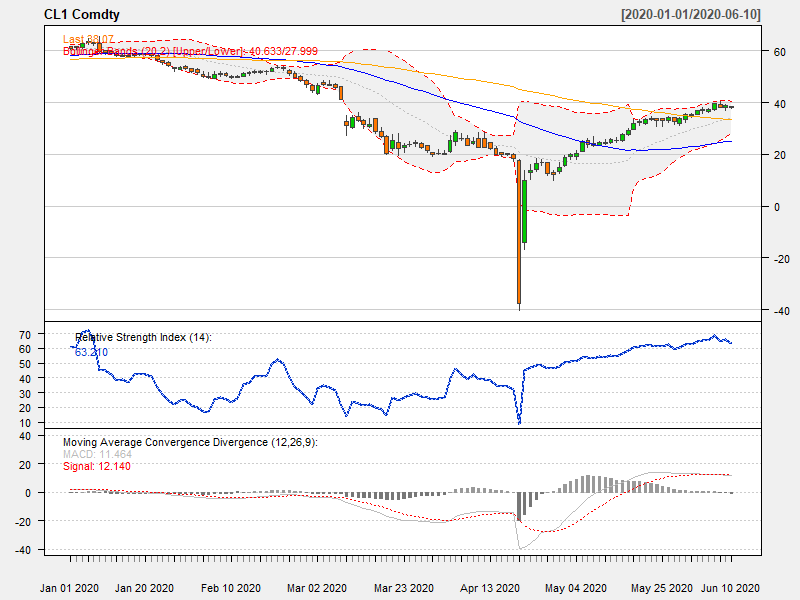 CL1 Comdty [2020-01-01/2020-06-10]
Last 38.07
Bollinger Bands (20,2) [Upper/Lower]: 40.633/27.999
60
40
20
0
-20
-40
Relative Strength Index (14):
63.210
70
60
50
40
30
20
10
Moving Average Convergence Divergence (12,26,9):
MACD: 11.464
Signal: 12.140
40
20
0
-20
-40
Jan 01 2020 Jan 20 2020 Feb 10 2020 Mar 02 2020 Mar 23 2020 Apr 13 2020 May 04 2020 May 25 2020 Jun 10 2020